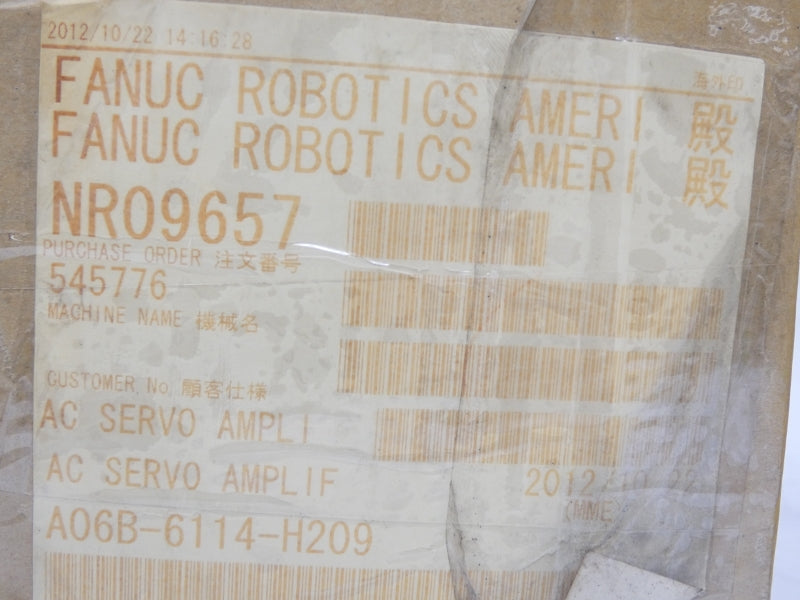 2012/10/22 14:16:28
海外印
FANUC ROBOTICS AMERI 殿
FANUC ROBOTICS AMERI 殿
NR09657
PURCHASE ORDER 注文番号
545776
MACHINE NAME 機械名
CUSTOMER No. 顧客仕様
AC SERVO AMPLI
AC SERVO AMPLIF
2012/10/22
(MME)
A06B-6114-H209